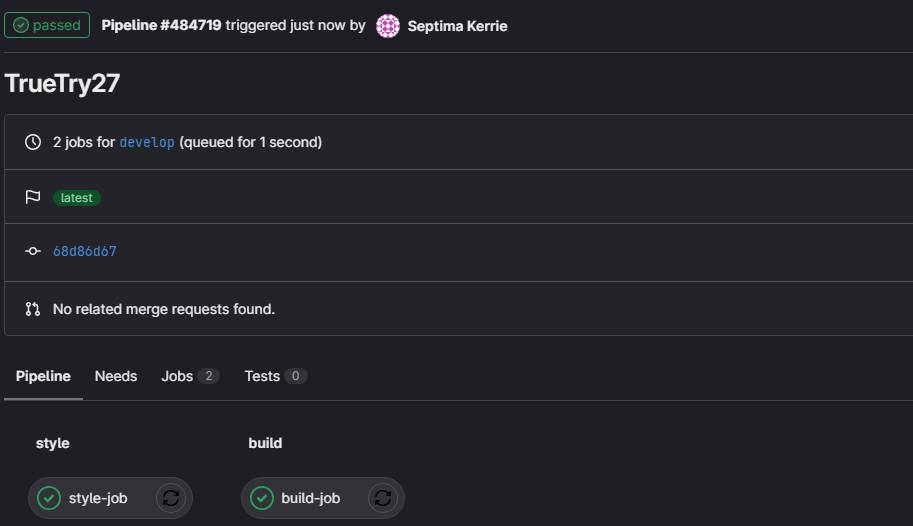 passed Pipeline #484719 triggered just now by Septima Kerrie
TrueTry27
2 jobs for develop (queued for 1 second)
latest
68d86d67
No related merge requests found.
Pipeline Needs Jobs 2 Tests 0
style build
style-job build-job